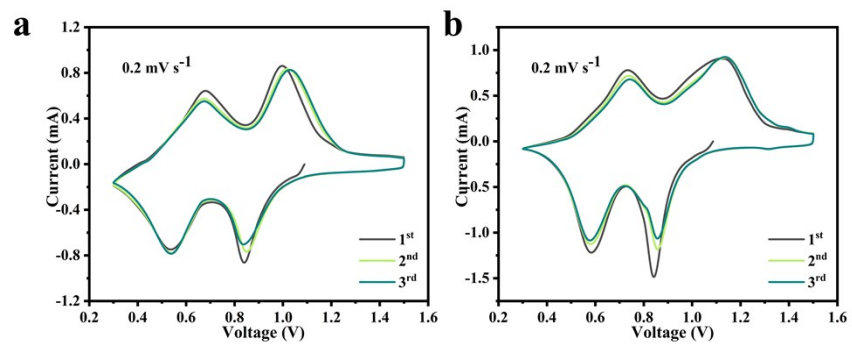 a
1.2
0.8
0.4
0.0
-0.4
-0.8
-1.2
Current (mA)
0.2 mV s⁻¹
1ˢᵗ
2ⁿᵈ
3ʳᵈ
0.2 0.4 0.6 0.8 1.0 1.2 1.4 1.6
Voltage (V)
b
1.0
0.5
0.0
-0.5
-1.0
-1.5
Current (mA)
0.2 mV s⁻¹
1ˢᵗ
2ⁿᵈ
3ʳᵈ
0.2 0.4 0.6 0.8 1.0 1.2 1.4 1.6
Voltage (V)